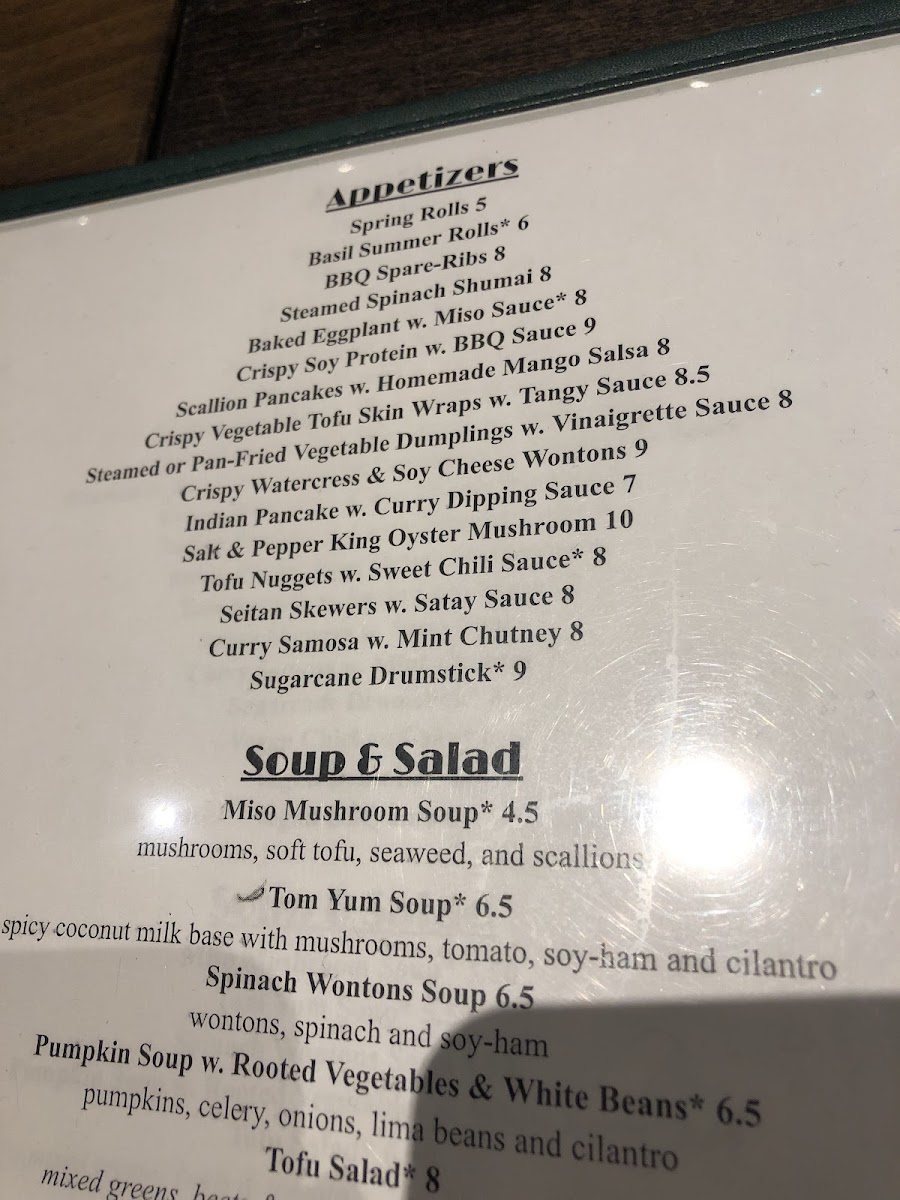 Appetizers
Spring Rolls 5
Basil Summer Rolls* 6
BBQ Spare-Ribs 8
Steamed Spinach Shumai 8
Baked Eggplant w. Miso Sauce* 8
Crispy Soy Protein w. BBQ Sauce 9
Scallion Pancakes w. Homemade Mango Salsa 8
Crispy Vegetable Tofu Skin Wraps w. Tangy Sauce 8.5
Steamed or Pan-Fried Vegetable Dumplings w. Vinaigrette Sauce 8
Crispy Watercress & Soy Cheese Wontons 9
Indian Pancake w. Curry Dipping Sauce 7
Salt & Pepper King Oyster Mushroom 10
Tofu Nuggets w. Sweet Chili Sauce* 8
Seitan Skewers w. Satay Sauce 8
Curry Samosa w. Mint Chutney 8
Sugarcane Drumstick* 9
Soup & Salad
Miso Mushroom Soup* 4.5
mushrooms, soft tofu, seaweed, and scallions
Tom Yum Soup* 6.5
spicy coconut milk base with mushrooms, tomato, soy-ham and cilantro
Spinach Wontons Soup 6.5
wontons, spinach and soy-ham
Pumpkin Soup w. Rooted Vegetables & White Beans* 6.5
pumpkins, celery, onions, lima beans and cilantro
Tofu Salad* 8
mixed greens,